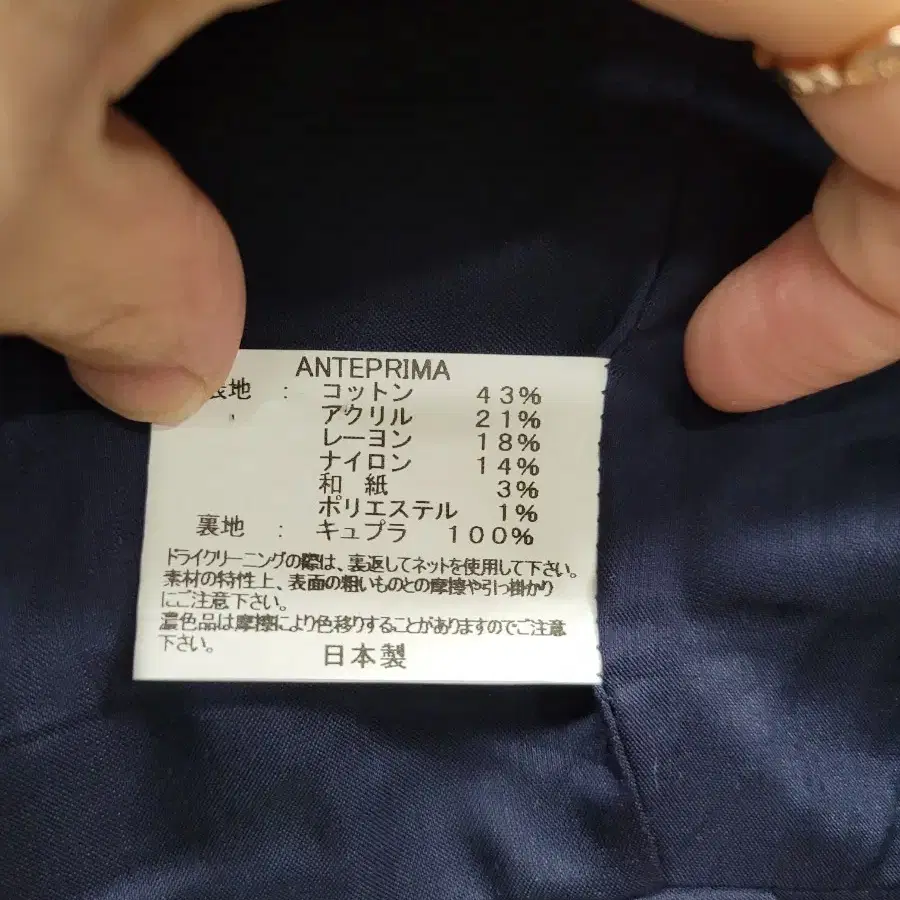 ANTEPRIMA
表地 : コットン 43%
アクリル 21%
レーヨン 18%
ナイロン 14%
和 紙 3%
ポリエステル 1%
裏地 : キュプラ 100%
ドライクリーニングの際は、裏返してネットを使用して下さい。
素材の特性上、表面の粗いものとの摩擦や引っ掛かり
にご注意下さい。
濃色品は摩擦により色移りすることがありますのでご注意
下さい。
日本製